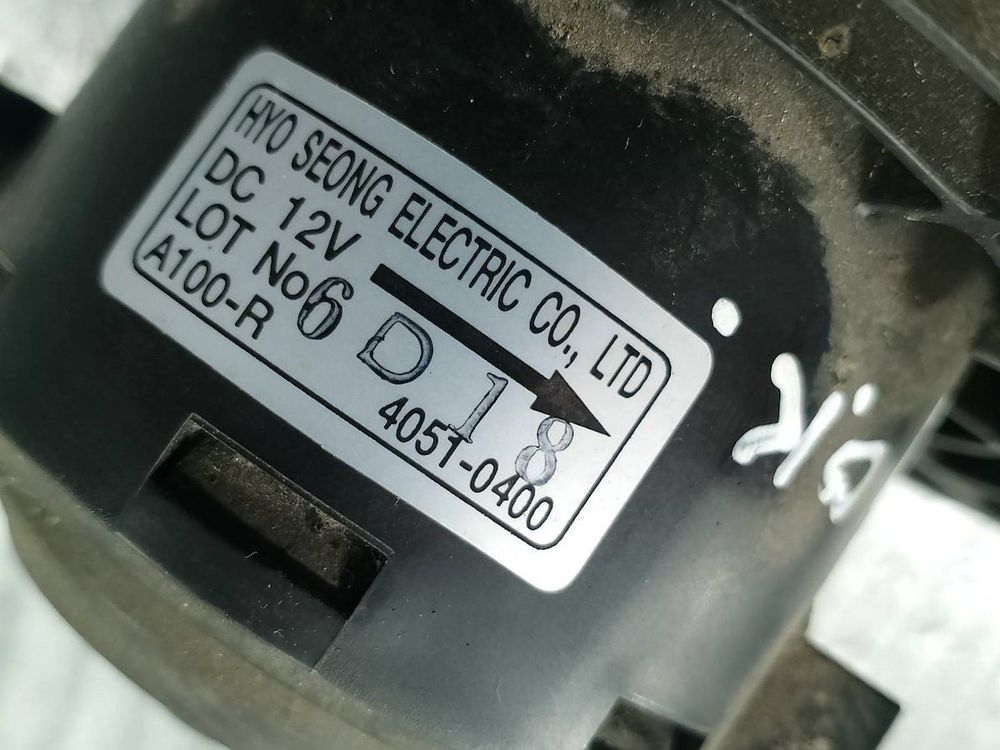 HYO SEONG ELECTRIC CO., LTD
DC 12V
LOT No 6 D 18
A100-R 4051-0400